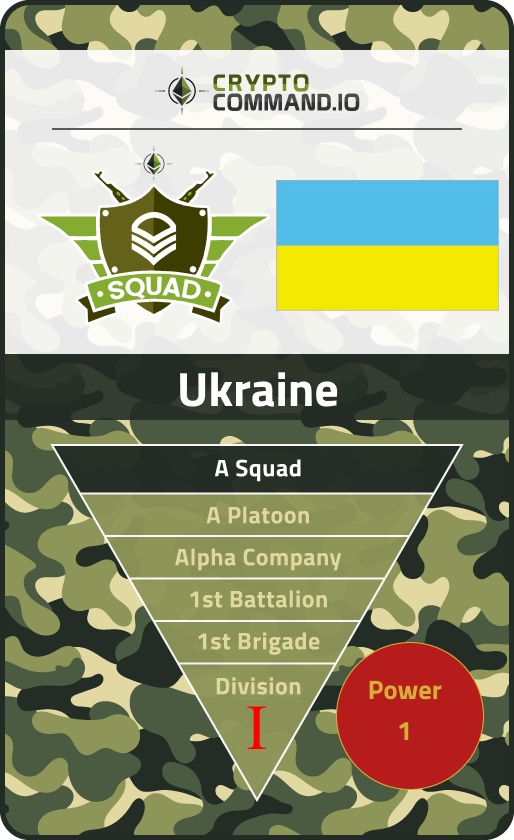 CRYPTO
COMMAND.IO
SQUAD
Ukraine
A Squad
A Platoon
Alpha Company
1st Battalion
1st Brigade
Division
I
Power
1